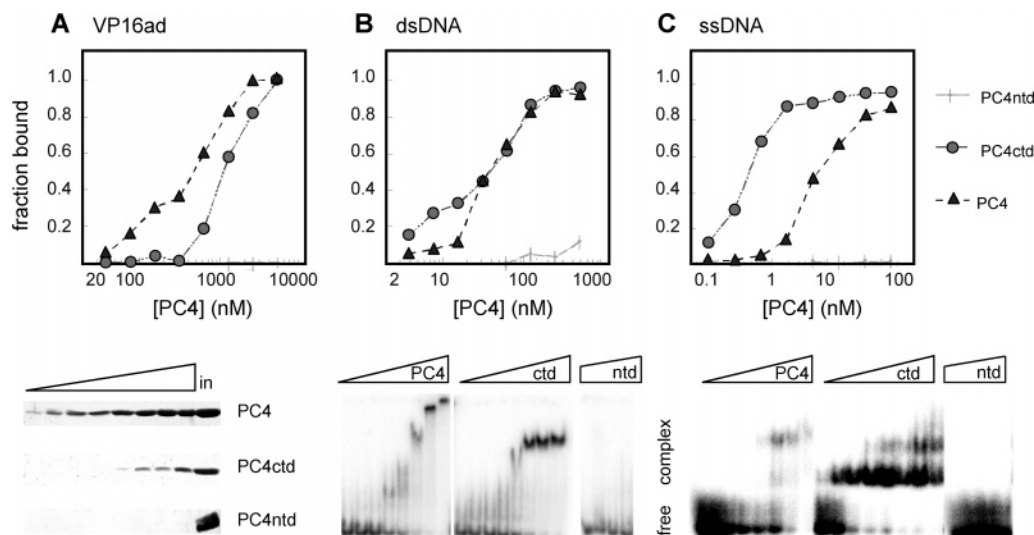 A VP16ad
B dsDNA
C ssDNA
fraction bound
1.0
0.8
0.6
0.4
0.2
20 100 1000 10000
[PC4] (nM)
1.0
0.8
0.6
0.4
0.2
2 10 100 1000
[PC4] (nM)
1.0
0.8
0.6
0.4
0.2
0.1 1 10 100
[PC4] (nM)
PC4ntd
PC4ctd
PC4
in
PC4
PC4ctd
PC4ntd
PC4
ctd
ntd
complex
free
PC4
ctd
ntd